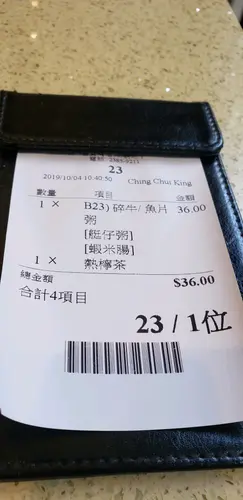 23
2019/10/04 10:40:50 Ching Chui King
數量 項目 金額
1 × B23) 碎牛/ 魚片 36.00
粥
[艇仔粥]
[蝦米腸]
1 × 熱檸茶
總金額 $36.00
合計4項目
23 / 1位